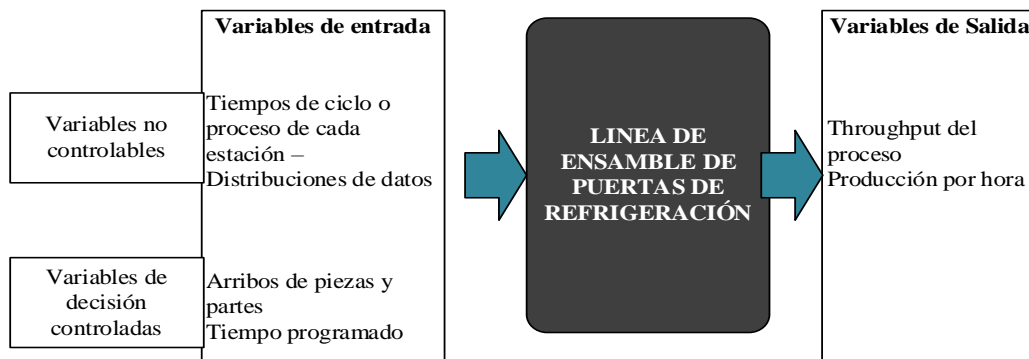 Variables de entrada
Variables no
controlables
Tiempos de ciclo o
proceso de cada
estación –
Distribuciones de datos
Variables de
decisión
controladas
Arribos de piezas y
partes
Tiempo programado
LINEA DE
ENSAMBLE DE
PUERTAS DE
REFRIGERACIÓN
Variables de Salida
Throughput del
proceso
Producción por hora